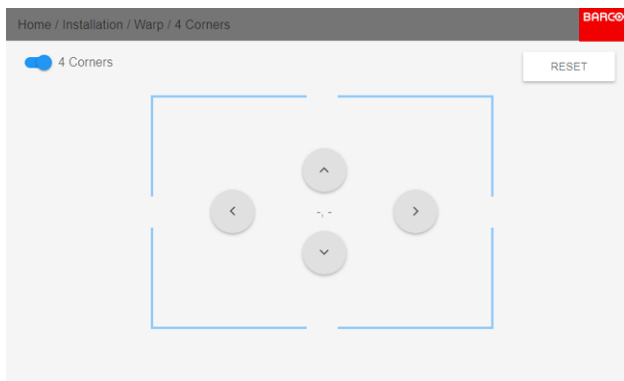 Home / Installation / Warp / 4 Corners
BARCO
4 Corners
RESET
-, -